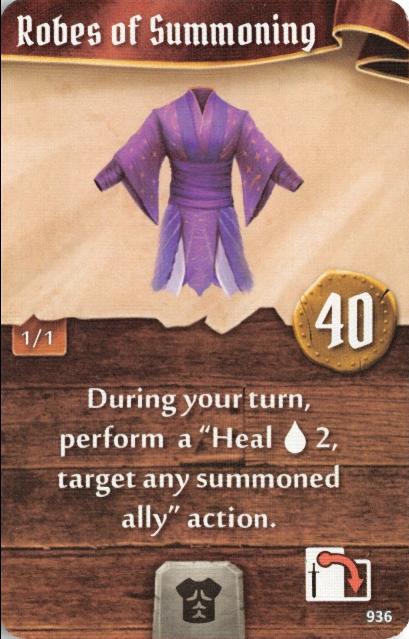 Robes of Summoning
40
1/1
During your turn,
perform a “Heal 2,
target any summoned
ally” action.
936